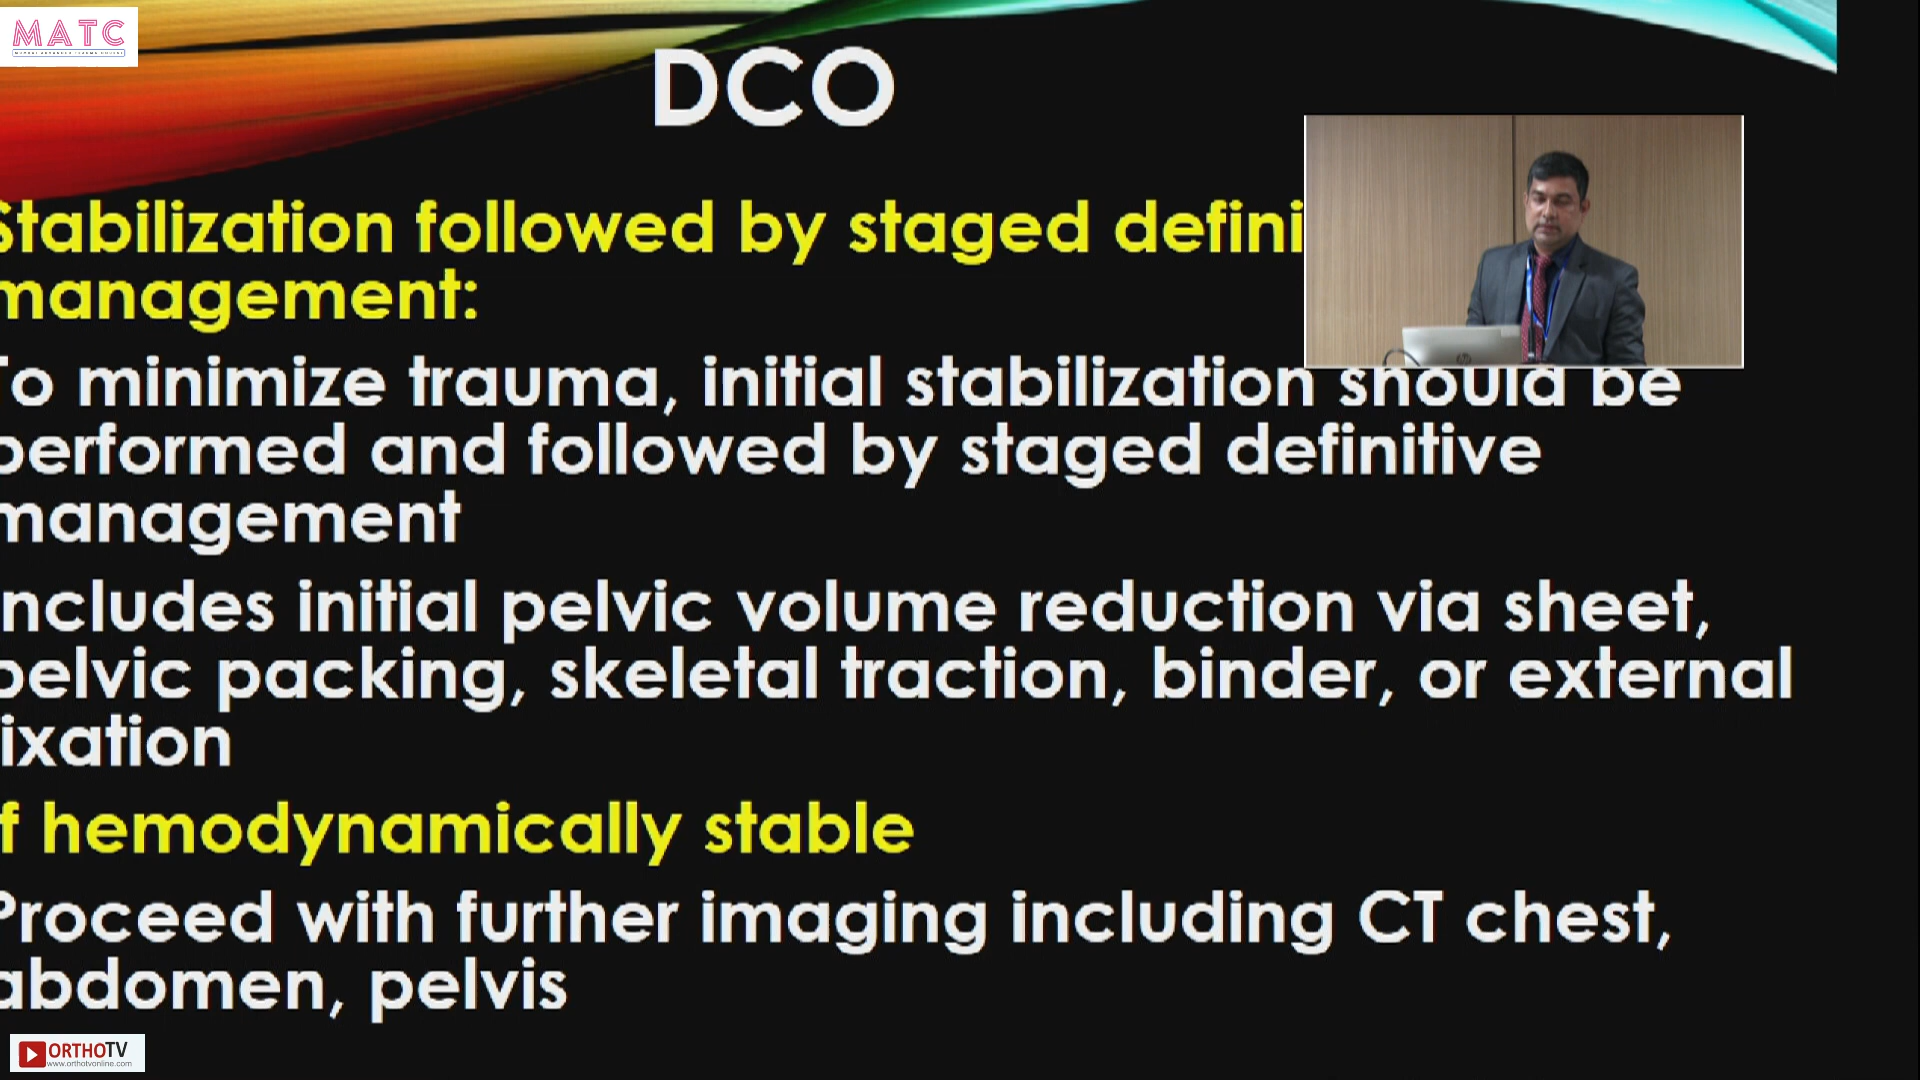 MATC
DCO
Stabilization followed by staged defini
management:
To minimize trauma, initial stabilization should be
performed and followed by staged definitive
management
Includes initial pelvic volume reduction via sheet,
pelvic packing, skeletal traction, binder, or external
fixation
If hemodynamically stable
Proceed with further imaging including CT chest,
abdomen, pelvis
ORTHOTV
www.orthotvonline.com